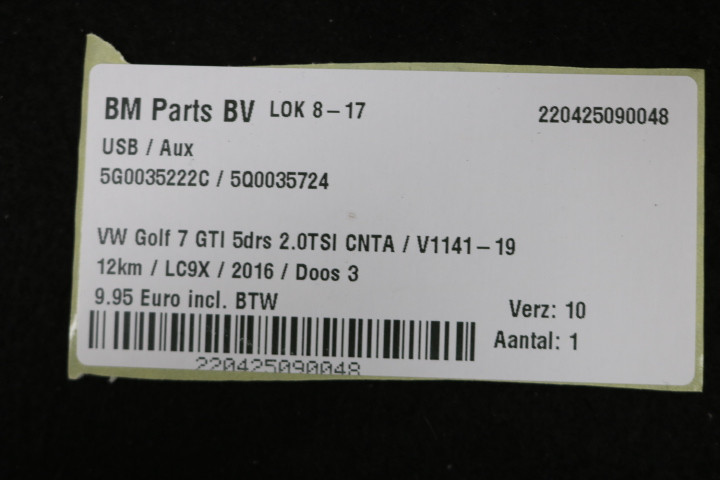 BM Parts BV LOK 8-17 220425090048
USB / Aux
5G0035222C / 5Q0035724
VW Golf 7 GTI 5drs 2.0TSI CNTA / V1141-19
12km / LC9X / 2016 / Doos 3
9.95 Euro incl. BTW
Verz: 10
Aantal: 1
220425090048